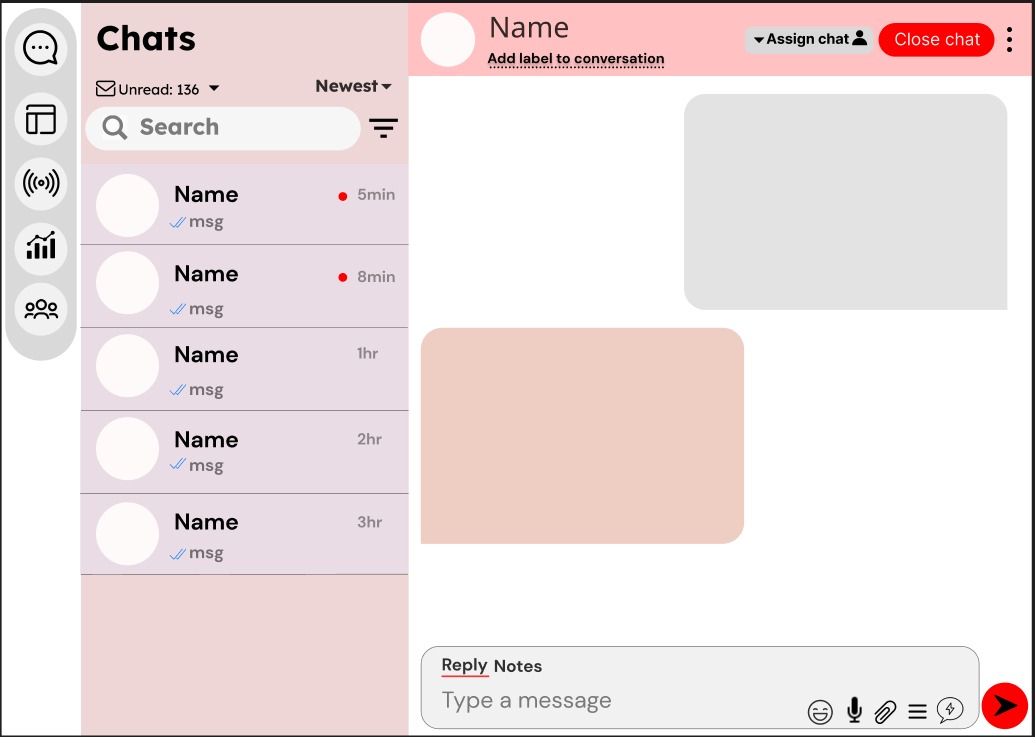 Chats
Unread: 136
Newest
Search
Name
5min
msg
Name
8min
msg
Name
1hr
msg
Name
2hr
msg
Name
3hr
msg
Name
Add label to conversation
Assign chat
Close chat
Reply Notes
Type a message